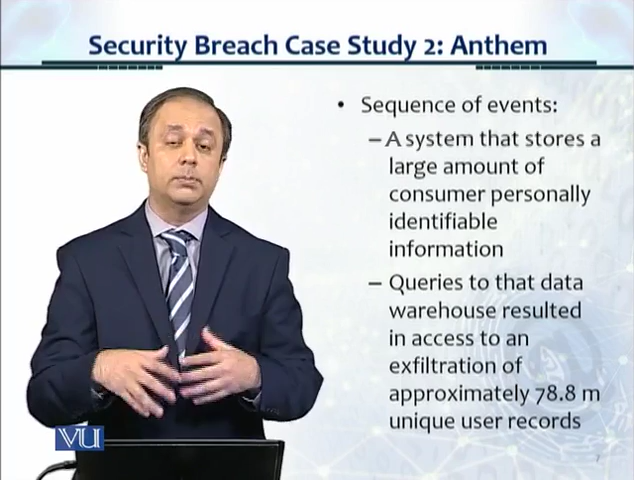 Security Breach Case Study 2: Anthem
• Sequence of events:
– A system that stores a
large amount of
consumer personally
identifiable
information
– Queries to that data
warehouse resulted
in access to an
exfiltration of
approximately 78.8 m
unique user records
VU
7